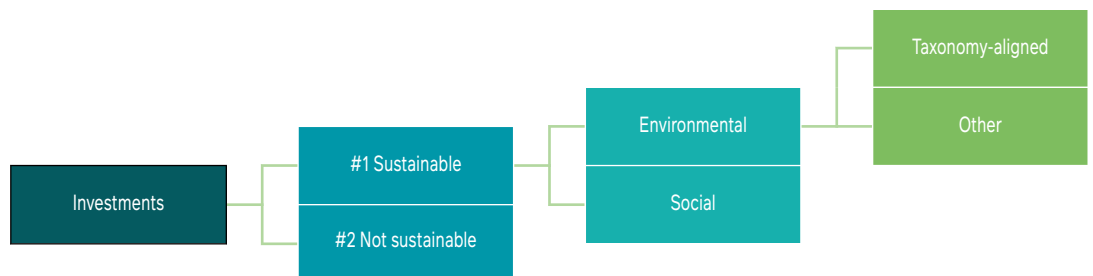 Investments
#1 Sustainable
#2 Not sustainable
Environmental
Social
Taxonomy-aligned
Other